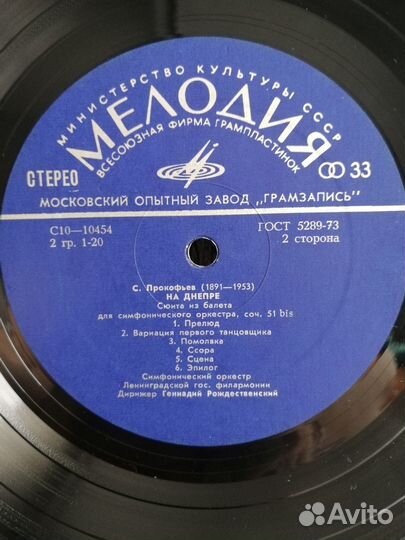 МИНИСТЕРСТВО КУЛЬТУРЫ СССР
МЕЛОДИЯ
ВСЕСОЮЗНАЯ ФИРМА ГРАМПЛАСТИНОК
СТЕРЕО
33
МОСКОВСКИЙ ОПЫТНЫЙ ЗАВОД „ГРАМЗАПИСЬ"
С10—10454
ГОСТ 5289-73
2 гр. 1-20
2 сторона
С. Прокофьев (1891—1953)
НА ДНЕПРЕ
Сюита из балета
для симфонического оркестра, соч. 51 bis
1. Прелюд
2. Вариация первого танцовщика
3. Помолвка
4. Ссора
5. Сцена
6. Эпилог
Симфонический оркестр
Ленинградской гос. филармонии
Дирижер Геннадий Рождественский
Avito